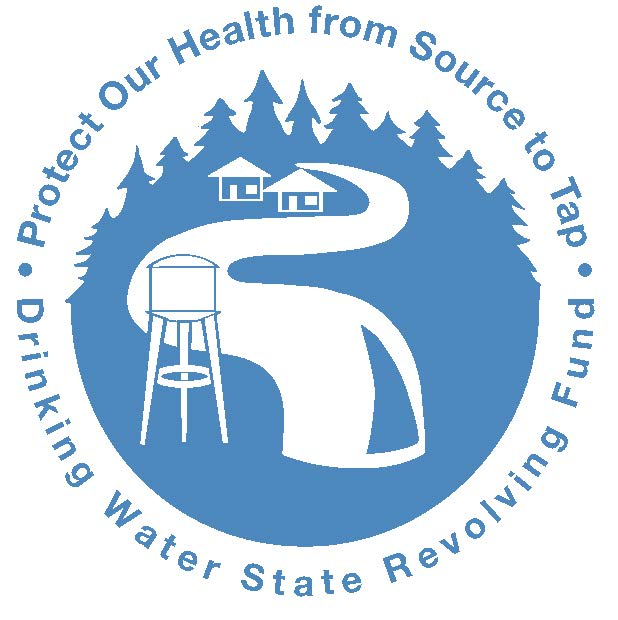 Protect Our Health from Source to Tap
Drinking Water State Revolving Fund